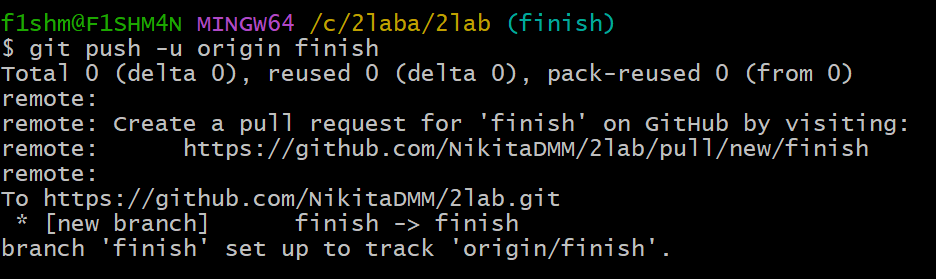 f1shm@F1SHM4N MINGW64 /c/2laba/2lab (finish)
$ git push -u origin finish
Total 0 (delta 0), reused 0 (delta 0), pack-reused 0 (from 0)
remote:
remote: Create a pull request for 'finish' on GitHub by visiting:
remote:      https://github.com/NikitaDMM/2lab/pull/new/finish
remote:
To https://github.com/NikitaDMM/2lab.git
 * [new branch]      finish -> finish
branch 'finish' set up to track 'origin/finish'.